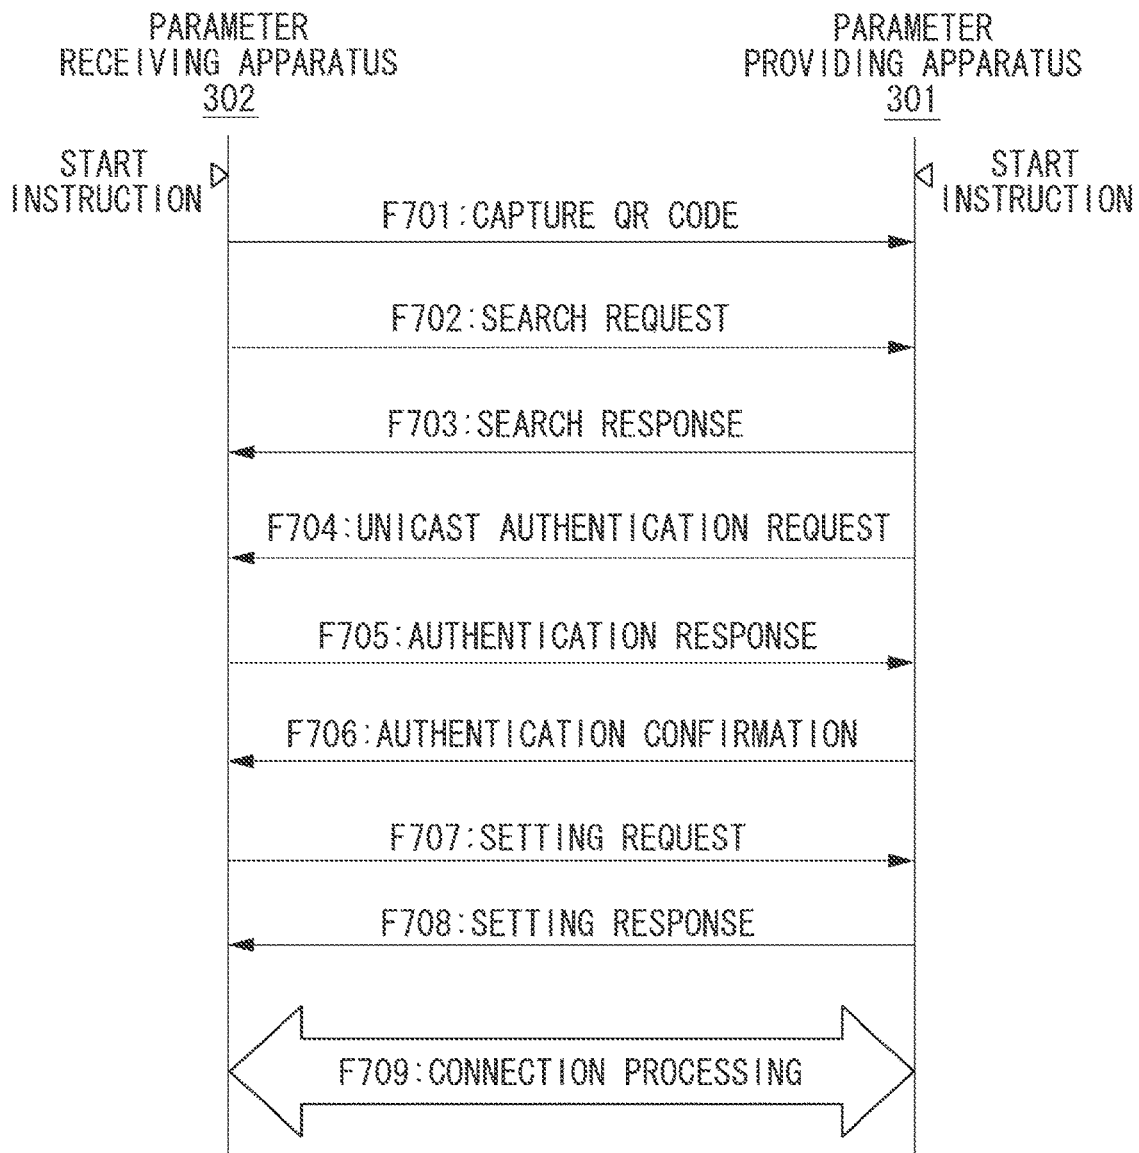 PARAMETER
RECEIVING APPARATUS
302
PARAMETER
PROVIDING APPARATUS
301
START
INSTRUCTION
START
INSTRUCTION
F701:CAPTURE QR CODE
F702:SEARCH REQUEST
F703:SEARCH RESPONSE
F704:UNICAST AUTHENTICATION REQUEST
F705:AUTHENTICATION RESPONSE
F706:AUTHENTICATION CONFIRMATION
F707:SETTING REQUEST
F708:SETTING RESPONSE
F709:CONNECTION PROCESSING